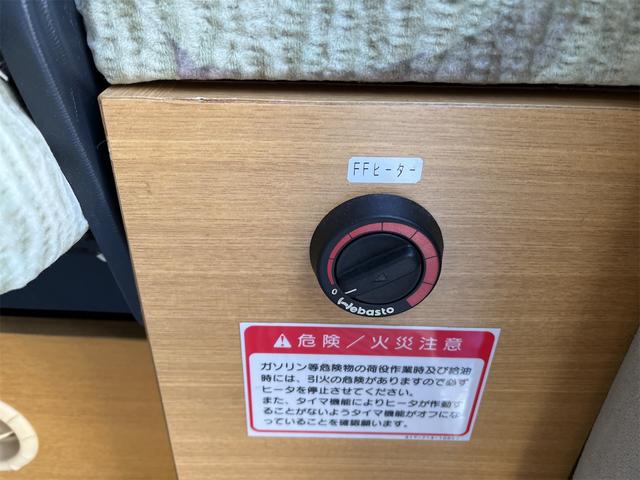 FFヒーター
0
Webasto
危険／火災注意
ガソリン等危険物の荷役作業時及び給油
時には、引火の危険がありますので必ず
ヒータを停止させてください。
また、タイマ機能によりヒータが作動す
ることがないようタイマ機能がオフにな
っていることを確認願います。